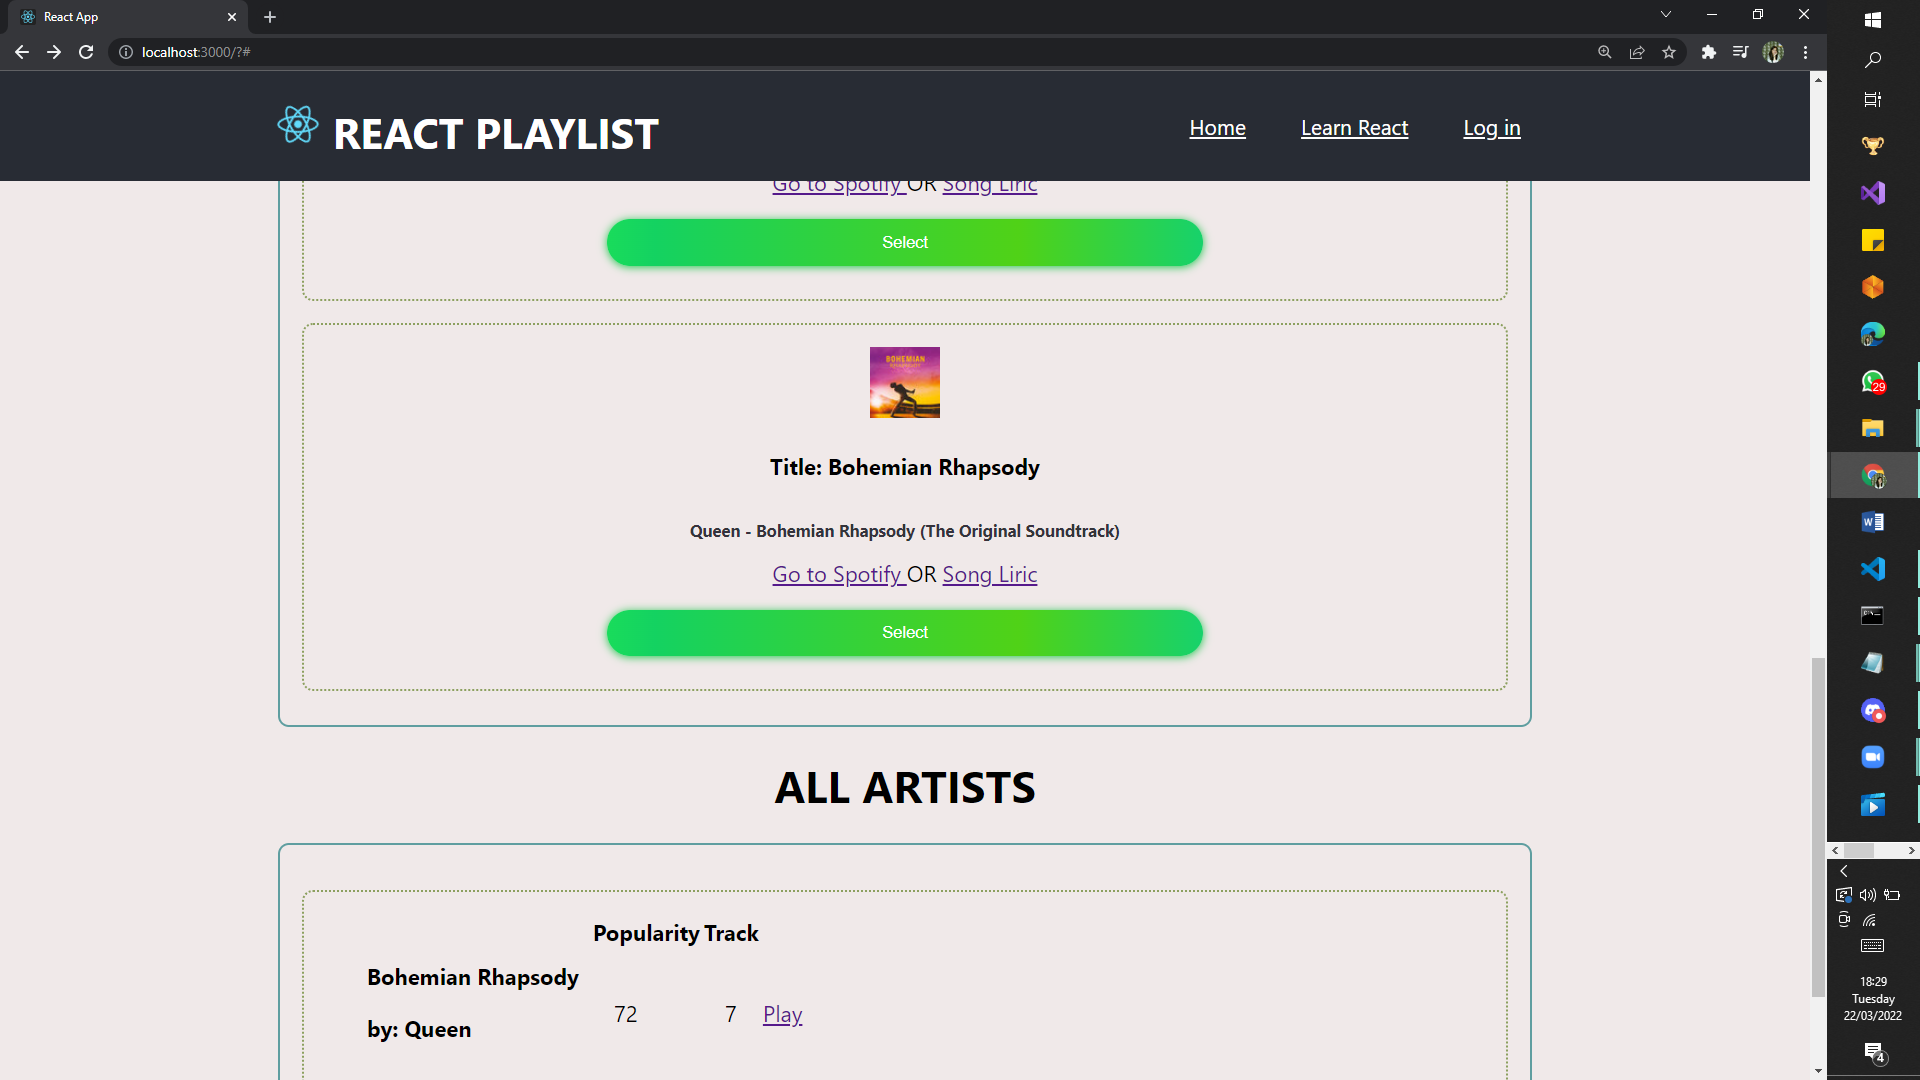 React App
localhost:3000/?#
REACT PLAYLIST
Home
Learn React
Log in
Go to Spotify OR Song Liric
Select
BOHEMIAN
RHAPSODY
Title: Bohemian Rhapsody
Queen - Bohemian Rhapsody (The Original Soundtrack)
Go to Spotify OR Song Liric
Select
ALL ARTISTS
Popularity Track
Bohemian Rhapsody
by: Queen
72 7 Play
29
18:29
Tuesday
22/03/2022
4